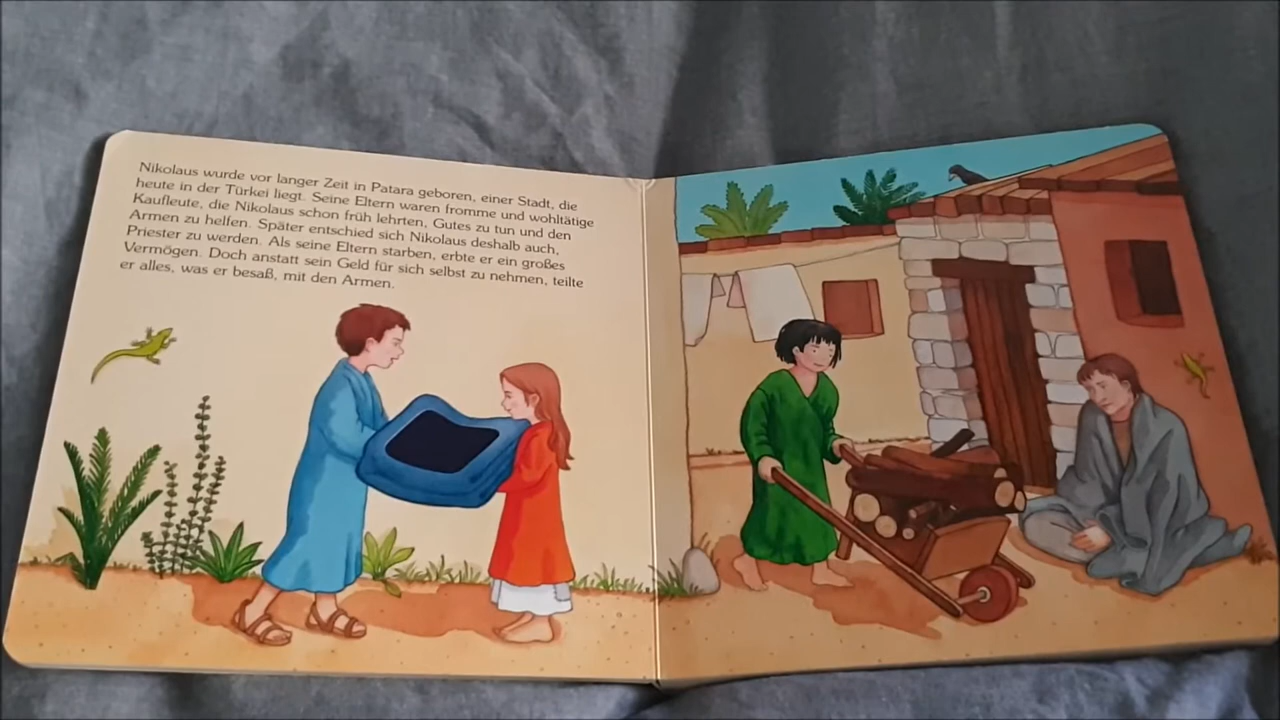 Nikolaus wurde vor langer Zeit in Patara geboren, einer Stadt, die
heute in der Türkei liegt. Seine Eltern waren fromme und wohltätige
Kaufleute, die Nikolaus schon früh lehrten, Gutes zu tun und den
Armen zu helfen. Später entschied sich Nikolaus deshalb auch,
Priester zu werden. Als seine Eltern starben, erbte er ein großes
Vermögen. Doch anstatt sein Geld für sich selbst zu nehmen, teilte
er alles, was er besaß, mit den Armen.